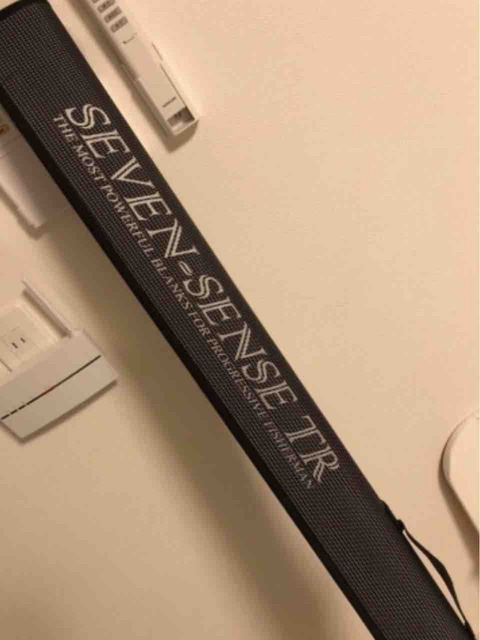 SEVEN-SENSE TR
THE MOST POWERFUL BLANKS FOR PROGRESSIVE FISHERMAN